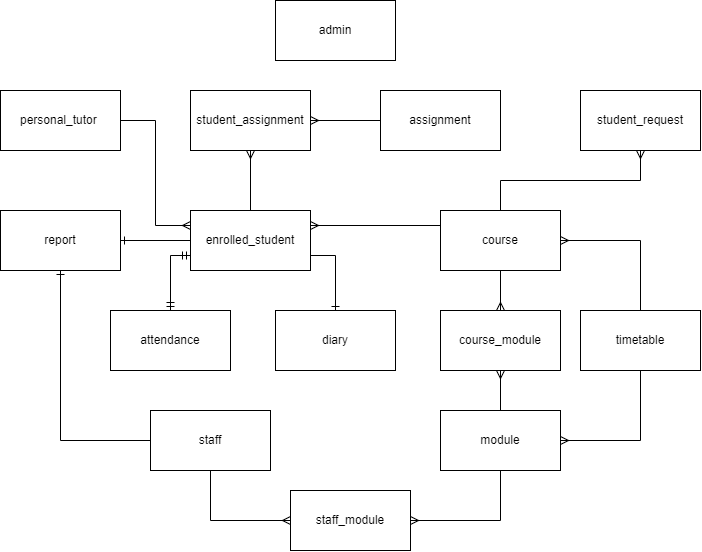 admin
personal_tutor
student_assignment
assignment
student_request
report
enrolled_student
course
attendance
diary
course_module
timetable
staff
module
staff_module